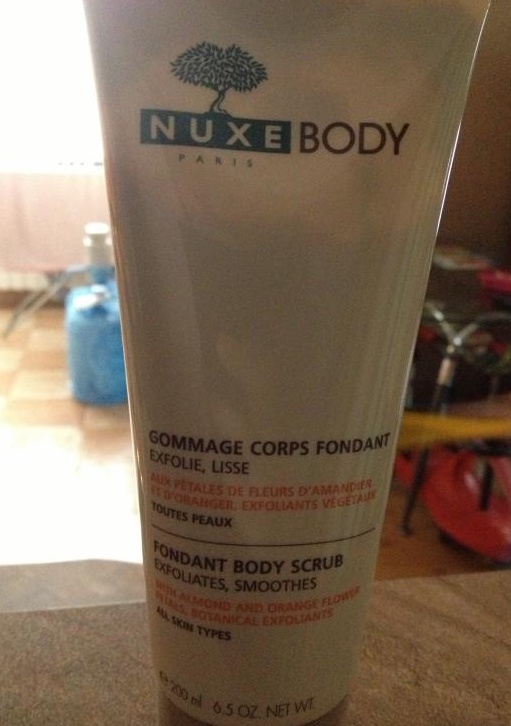 NUXE BODY
PARIS
GOMMAGE CORPS FONDANT
EXFOLIE, LISSE
AUX PÉTALES DE FLEURS D'AMANDIER
ET D'ORANGER, EXFOLIANTS VÉGÉTAUX
TOUTES PEAUX
FONDANT BODY SCRUB
EXFOLIATES, SMOOTHES
WITH ALMOND AND ORANGE FLOWER
PETALS, BOTANICAL EXFOLIANTS
ALL SKIN TYPES
℮ 200 ml 6.5 OZ. NET WT.